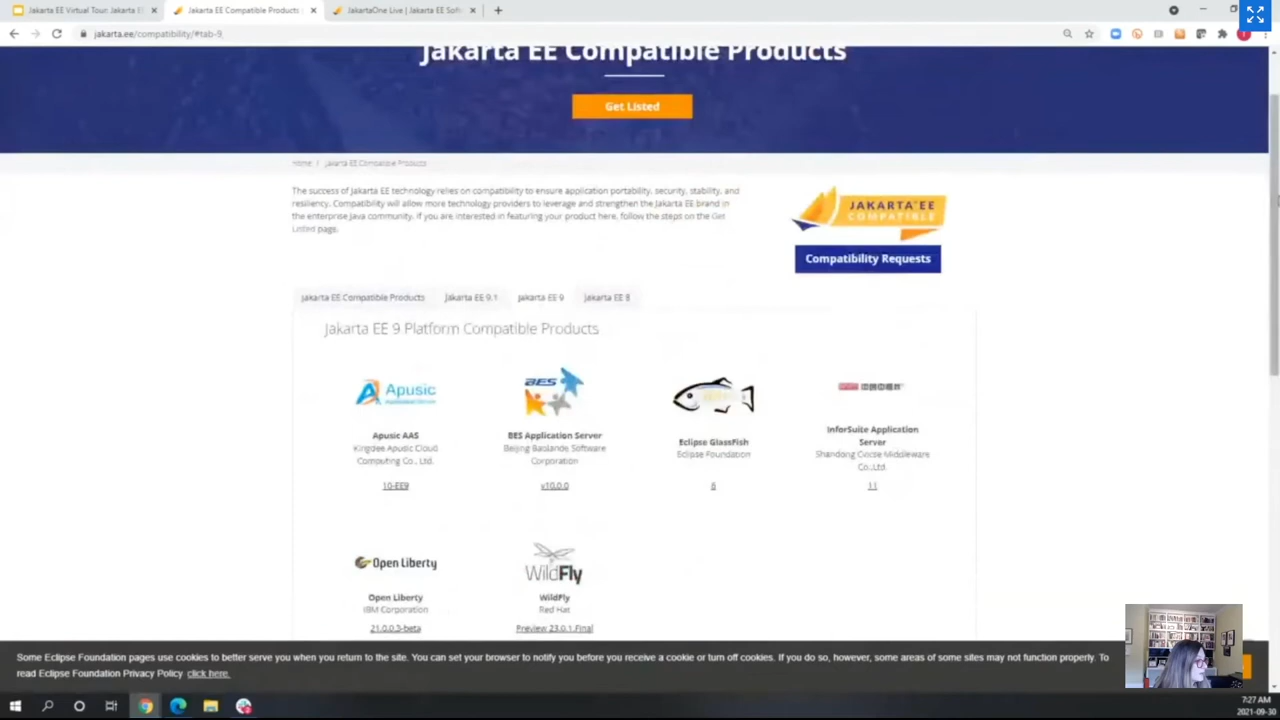 Jakarta EE Virtual Tour: Jakarta EE
Jakarta EE Compatible Products |
JakartaOne Live | Jakarta EE Soft
jakarta.ee/compatibility/#tab-9_
Jakarta EE Compatible Products
Get Listed
Home / Jakarta EE Compatible Products
The success of Jakarta EE technology relies on compatibility to ensure application portability, security, stability, and
resiliency. Compatibility will allow more technology providers to leverage and strengthen the Jakarta EE brand in
the enterprise Java community. If you are interested in featuring your product here, follow the steps on the Get
Listed page.
JAKARTA EE
COMPATIBLE
Compatibility Requests
Jakarta EE Compatible Products
Jakarta EE 9.1
Jakarta EE 9
Jakarta EE 8
Jakarta EE 9 Platform Compatible Products
Apusic
BES
Apusic AAS
Kingdee Apusic Cloud
Computing Co., Ltd.
10-EE9
BES Application Server
Beijing Baolande Software
Corporation
v10.0.0
Eclipse GlassFish
Eclipse Foundation
6
InforSuite Application
Server
Shandong Cvicse Middleware
Co.,Ltd.
11
Open Liberty
Open Liberty
IBM Corporation
21.0.0.3-beta
WildFly
WildFly
Red Hat
Preview 23.0.1.Final
Some Eclipse Foundation pages use cookies to better serve you when you return to the site. You can set your browser to notify you before you receive a cookie or turn off cookies. If you do so, however, some areas of some sites may not function properly. To
read Eclipse Foundation Privacy Policy click here.
7:27 AM
2021-09-30